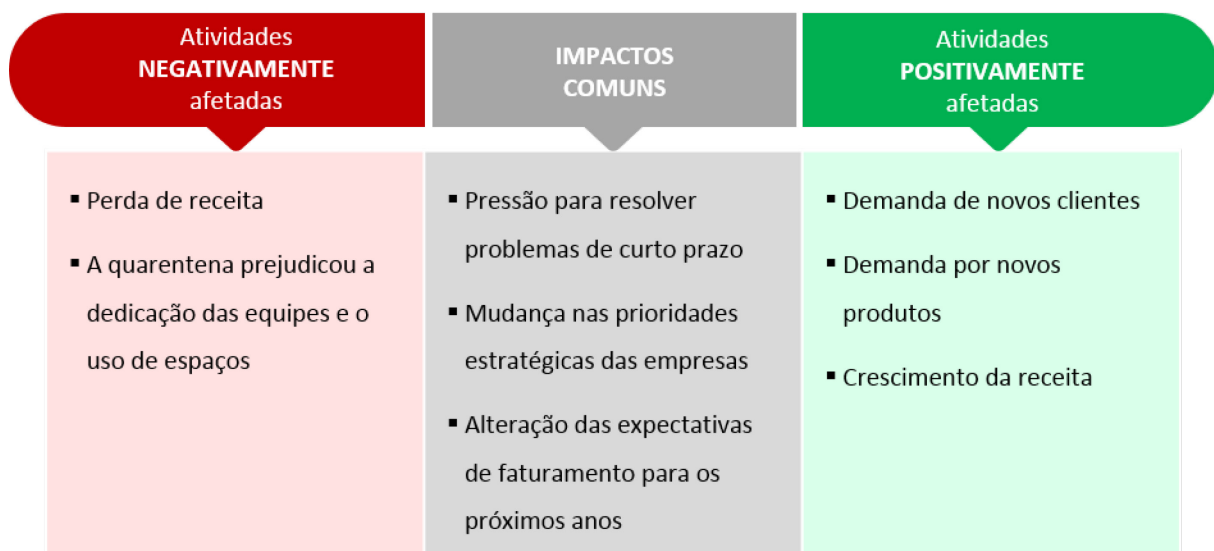 Atividades
NEGATIVAMENTE
afetadas
IMPACTOS
COMUNS
Atividades
POSITIVAMENTE
afetadas
▪ Perda de receita
▪ A quarentena prejudicou a
dedicação das equipes e o
uso de espaços
▪ Pressão para resolver
problemas de curto prazo
▪ Mudança nas prioridades
estratégicas das empresas
▪ Alteração das expectativas
de faturamento para os
próximos anos
▪ Demanda de novos clientes
▪ Demanda por novos
produtos
▪ Crescimento da receita